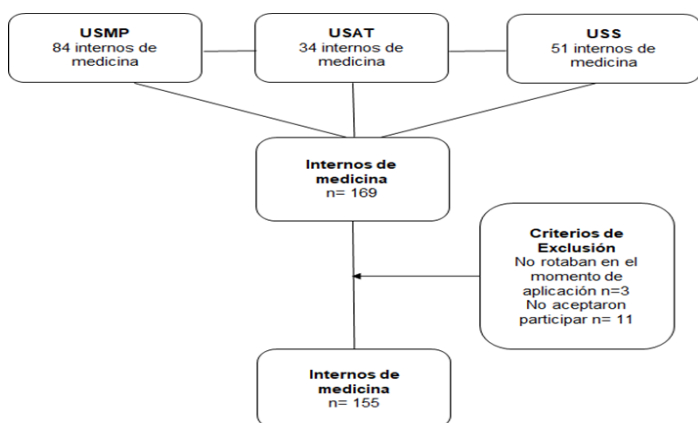 USMP
84 internos de
medicina
USAT
34 internos de
medicina
USS
51 internos de
medicina
Internos de
medicina
n= 169
Criterios de
Exclusión
No rotaban en el
momento de
aplicación n=3
No aceptaron
participar n= 11
Internos de
medicina
n= 155